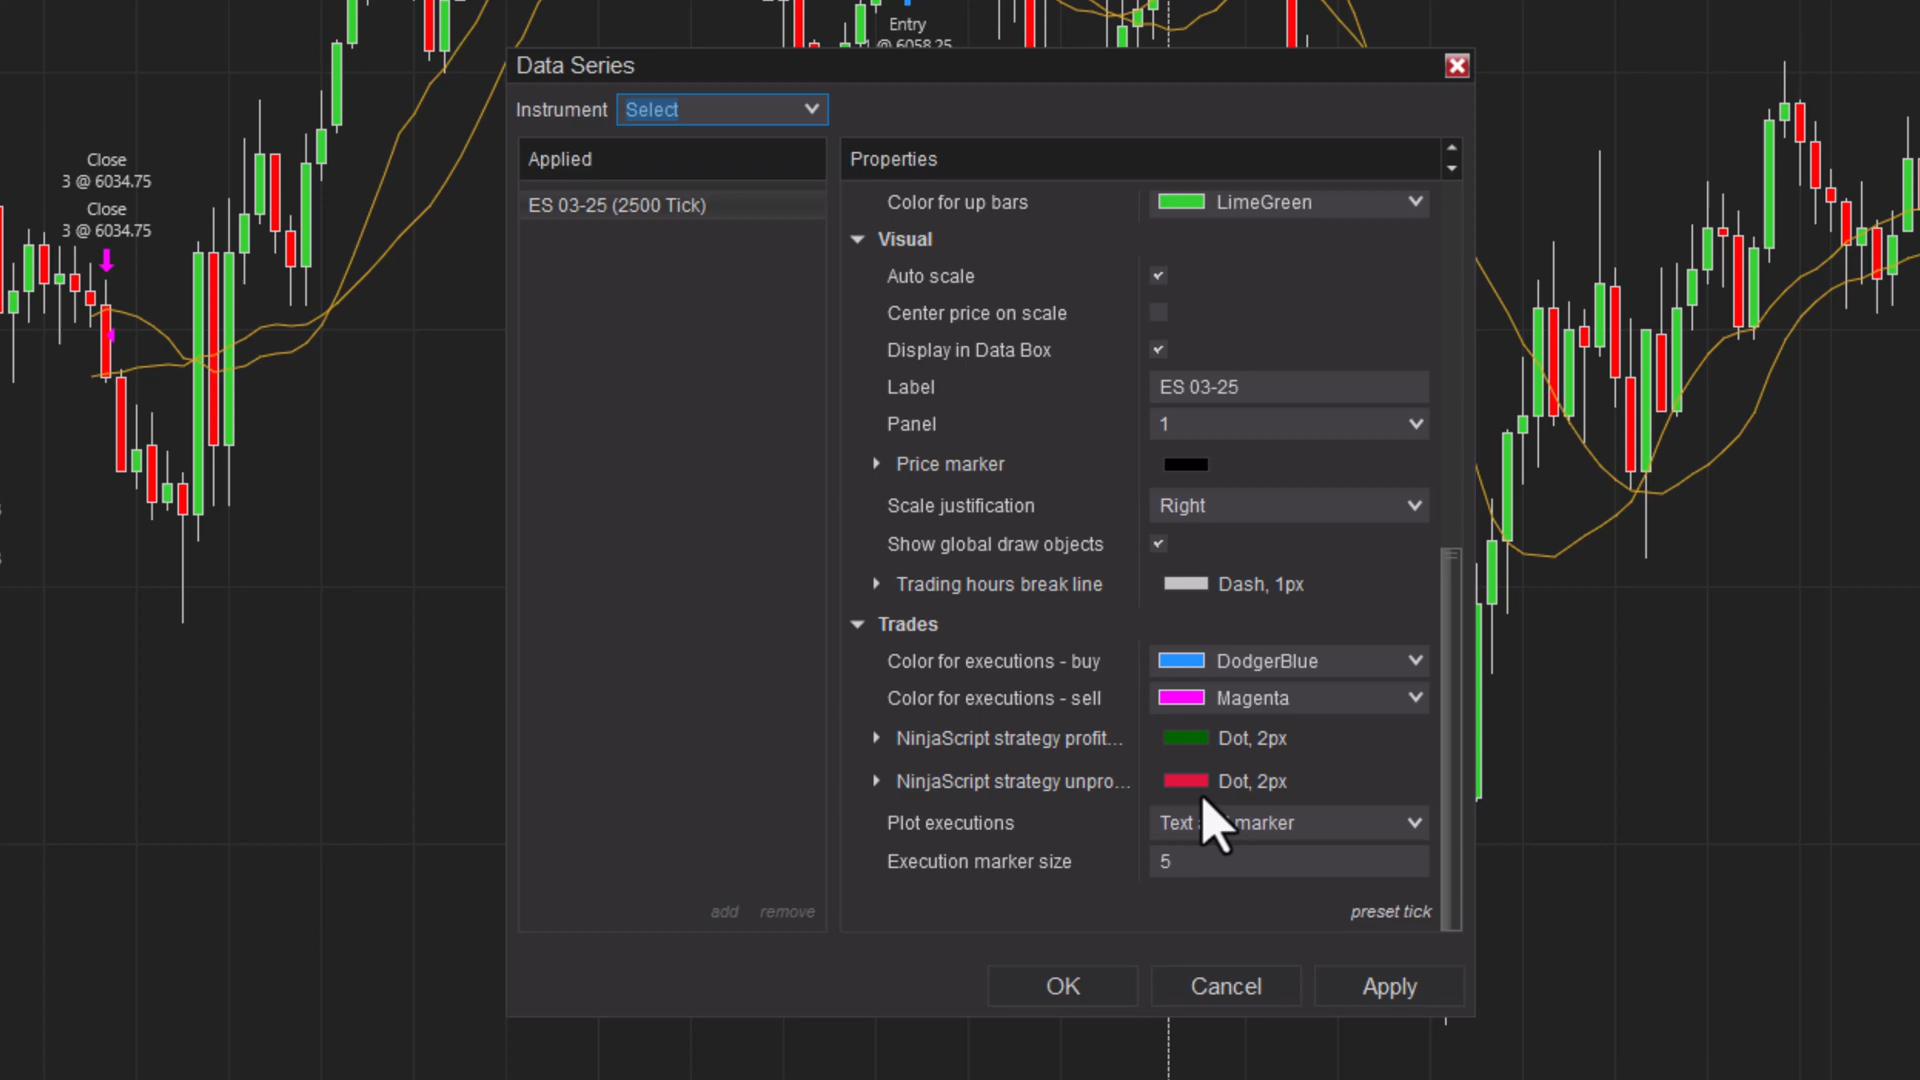 Entry
1 @ 6058.25
Close
3 @ 6034.75
Close
3 @ 6034.75
Data Series
Instrument Select
Applied
ES 03-25 (2500 Tick)
add remove
Properties
Color for up bars LimeGreen
Visual
Auto scale
Center price on scale
Display in Data Box
Label ES 03-25
Panel 1
Price marker
Scale justification Right
Show global draw objects
Trading hours break line Dash, 1px
Trades
Color for executions - buy DodgerBlue
Color for executions - sell Magenta
NinjaScript strategy profit... Dot, 2px
NinjaScript strategy unpro... Dot, 2px
Plot executions Text marker
Execution marker size 5
preset tick
OK Cancel Apply